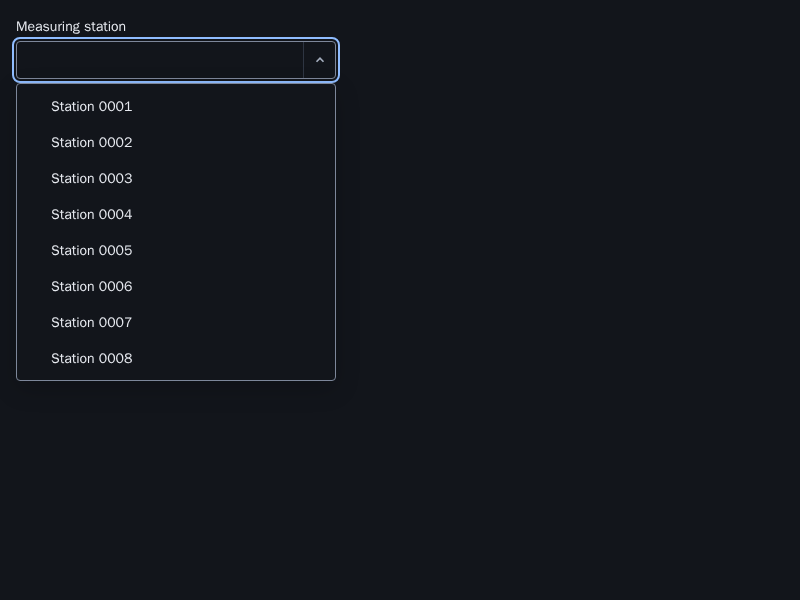 Measuring station
Station 0001
Station 0002
Station 0003
Station 0004
Station 0005
Station 0006
Station 0007
Station 0008